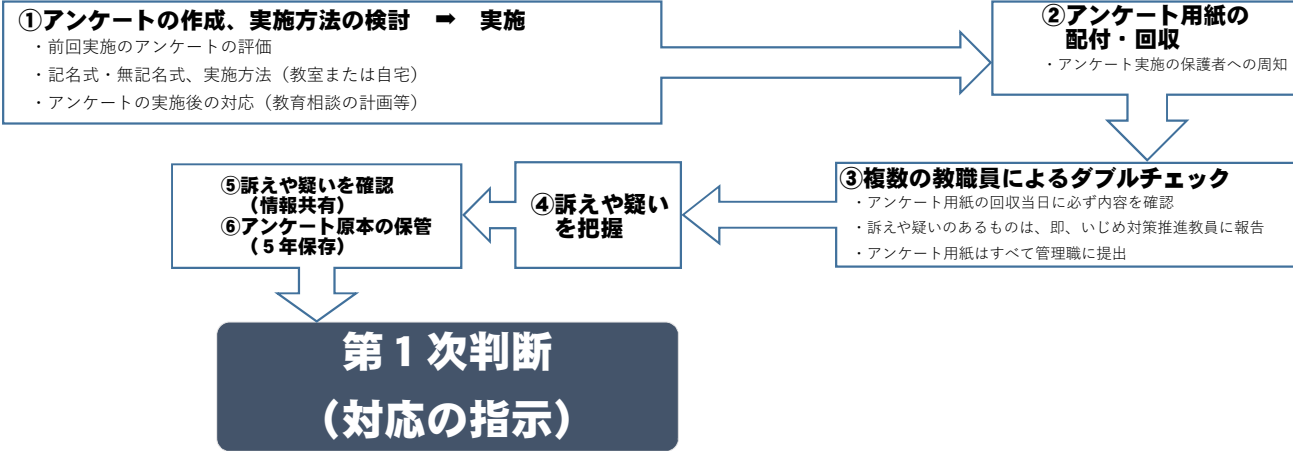 ①アンケートの作成、実施方法の検討　➡　実施
・前回実施のアンケートの評価
・記名式・無記名式、実施方法（教室または自宅）
・アンケートの実施後の対応（教育相談の計画等）
②アンケート用紙の
配付・回収
・アンケート実施の保護者への周知
③複数の教職員によるダブルチェック
・アンケート用紙の回収当日に必ず内容を確認
・訴えや疑いのあるものは、即、いじめ対策推進教員に報告
・アンケート用紙はすべて管理職に提出
④訴えや疑い
を把握
⑤訴えや疑いを確認
（情報共有）
⑥アンケート原本の保管
（５年保存）
第１次判断
（対応の指示）